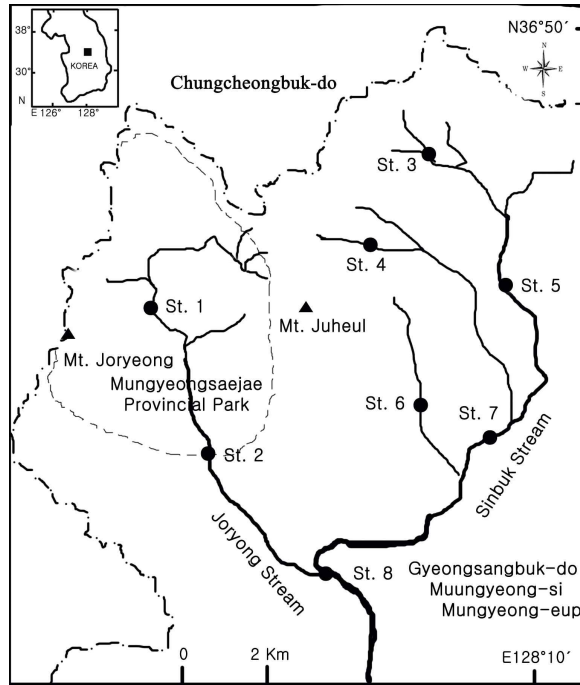 38°
30°
KOREA
N
E 126°
128°
N36°50′
Chungcheongbuk-do
N
W
E
S
St. 3
St. 4
St. 5
St. 1
Mt. Juheul
Mt. Joryeong
Mungyeongsaejae
Provincial Park
St. 6
St. 7
St. 2
Sinbuk Stream
Joryong Stream
St. 8
Gyeongsangbuk-do
Muungyeong-si
Mungyeong-eup
0
2 Km
E128°10′